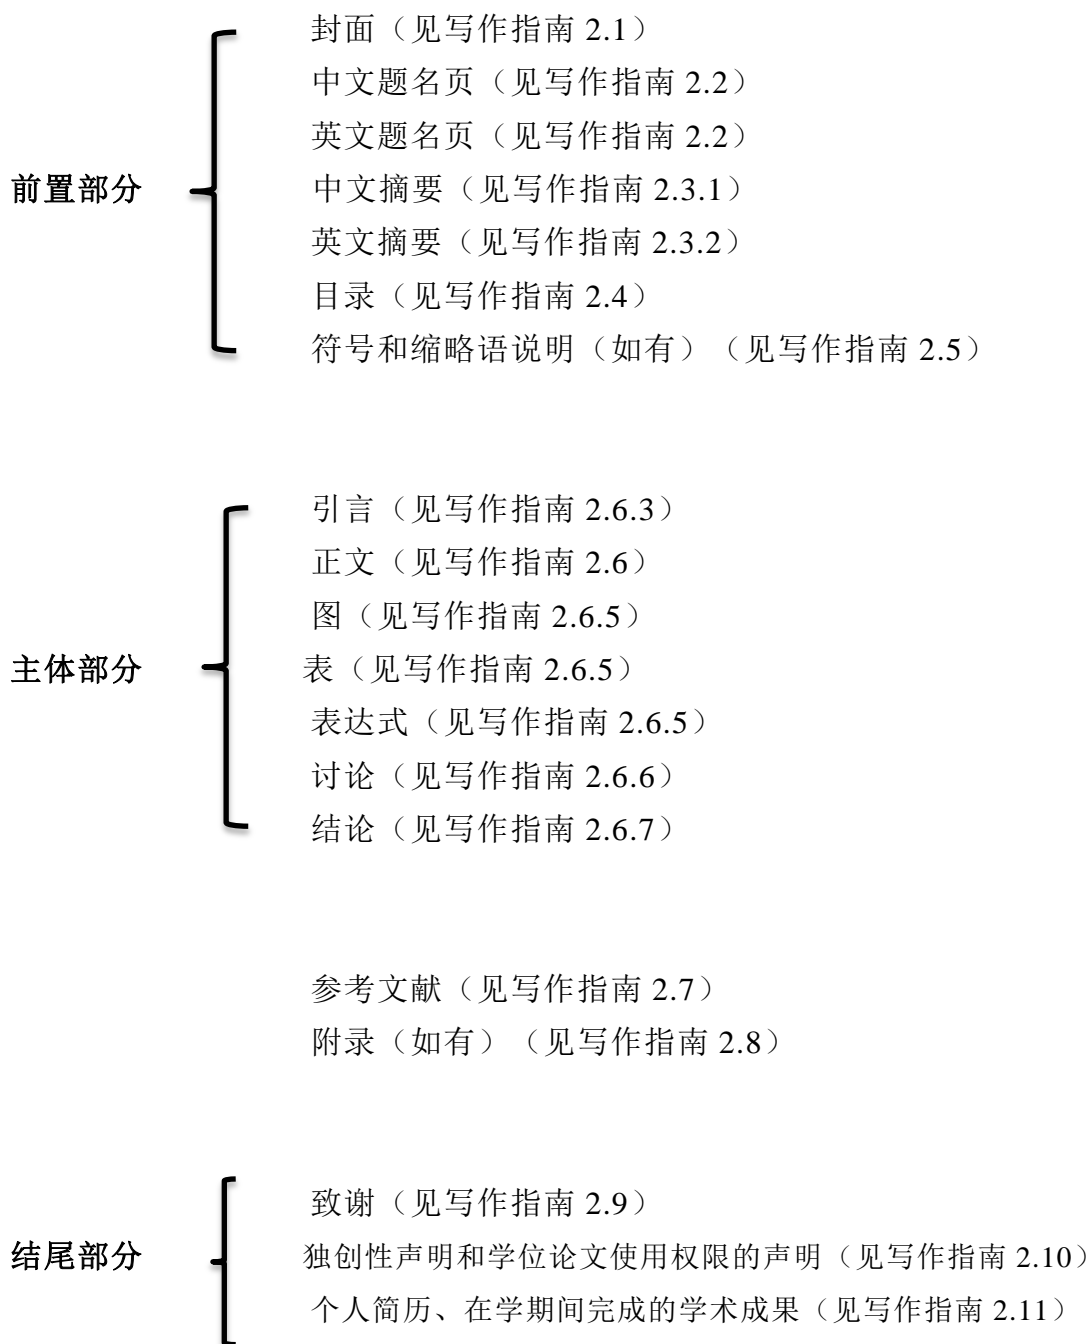 封面（见写作指南 2.1）
中文题名页（见写作指南 2.2）
英文题名页（见写作指南 2.2）
前置部分 中文摘要（见写作指南 2.3.1）
英文摘要（见写作指南 2.3.2）
目录（见写作指南 2.4）
符号和缩略语说明（如有）（见写作指南 2.5）
引言（见写作指南 2.6.3）
正文（见写作指南 2.6）
图（见写作指南 2.6.5）
主体部分 表（见写作指南 2.6.5）
表达式（见写作指南 2.6.5）
讨论（见写作指南 2.6.6）
结论（见写作指南 2.6.7）
参考文献（见写作指南 2.7）
附录（如有）（见写作指南 2.8）
致谢（见写作指南 2.9）
结尾部分 独创性声明和学位论文使用权限的声明（见写作指南 2.10）
个人简历、在学期间完成的学术成果（见写作指南 2.11）